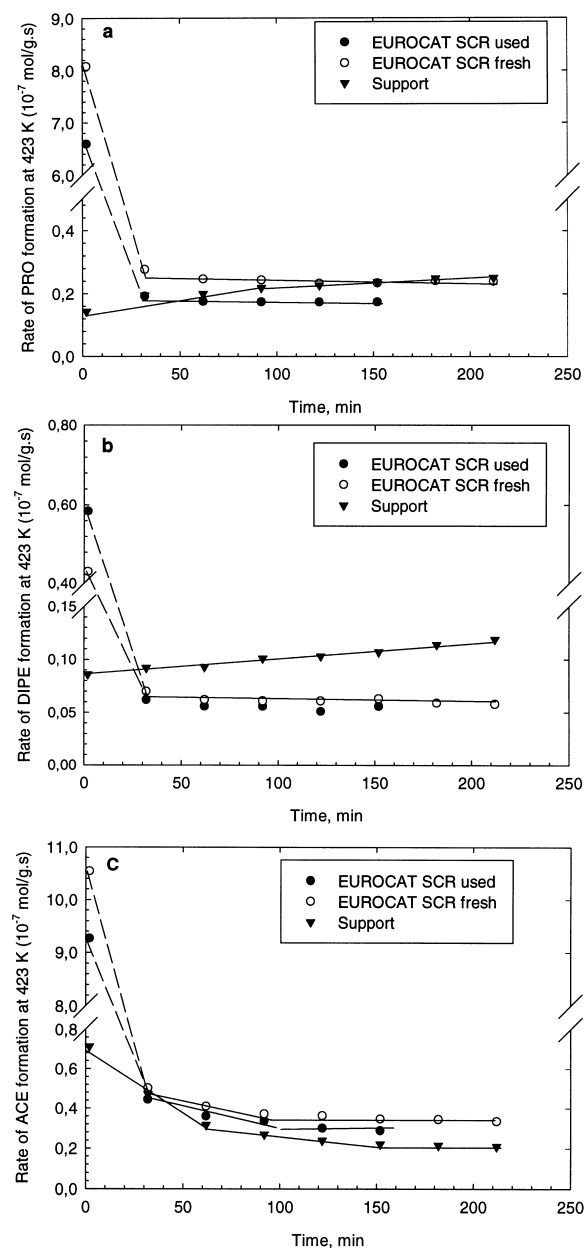 a
9,0
8,0
7,0
6,0
0,4
0,2
0,0
Rate of PRO formation at 423 K (10⁻⁷ mol/g.s)
EUROCAT SCR used
EUROCAT SCR fresh
Support
0 50 100 150 200 250
Time, min
b
0,80
0,60
0,40
0,15
0,10
0,05
0,00
Rate of DIPE formation at 423 K (10⁻⁷ mol/g.s)
EUROCAT SCR used
EUROCAT SCR fresh
Support
0 50 100 150 200 250
Time, min
C
11,0
10,0
9,0
8,0
0,8
0,6
0,4
0,2
0,0
Rate of ACE formation at 423 K (10⁻⁷ mol/g.s)
EUROCAT SCR used
EUROCAT SCR fresh
Support
0 50 100 150 200 250
Time, min